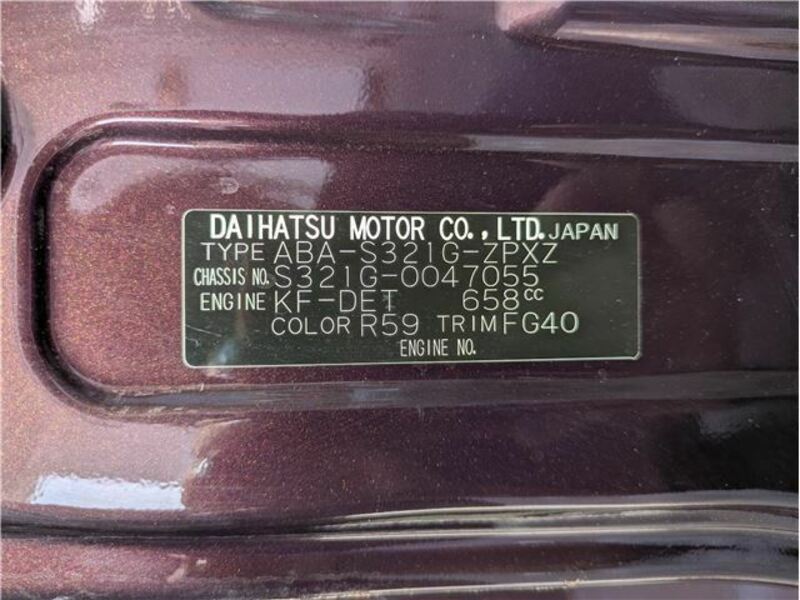 DAIHATSU MOTOR CO., LTD. JAPAN
TYPE ABA-S321G-ZPXZ
CHASSIS NO. S321G-0047055
ENGINE KF-DET 658cc
COLOR R59 TRIM FG40
ENGINE NO.